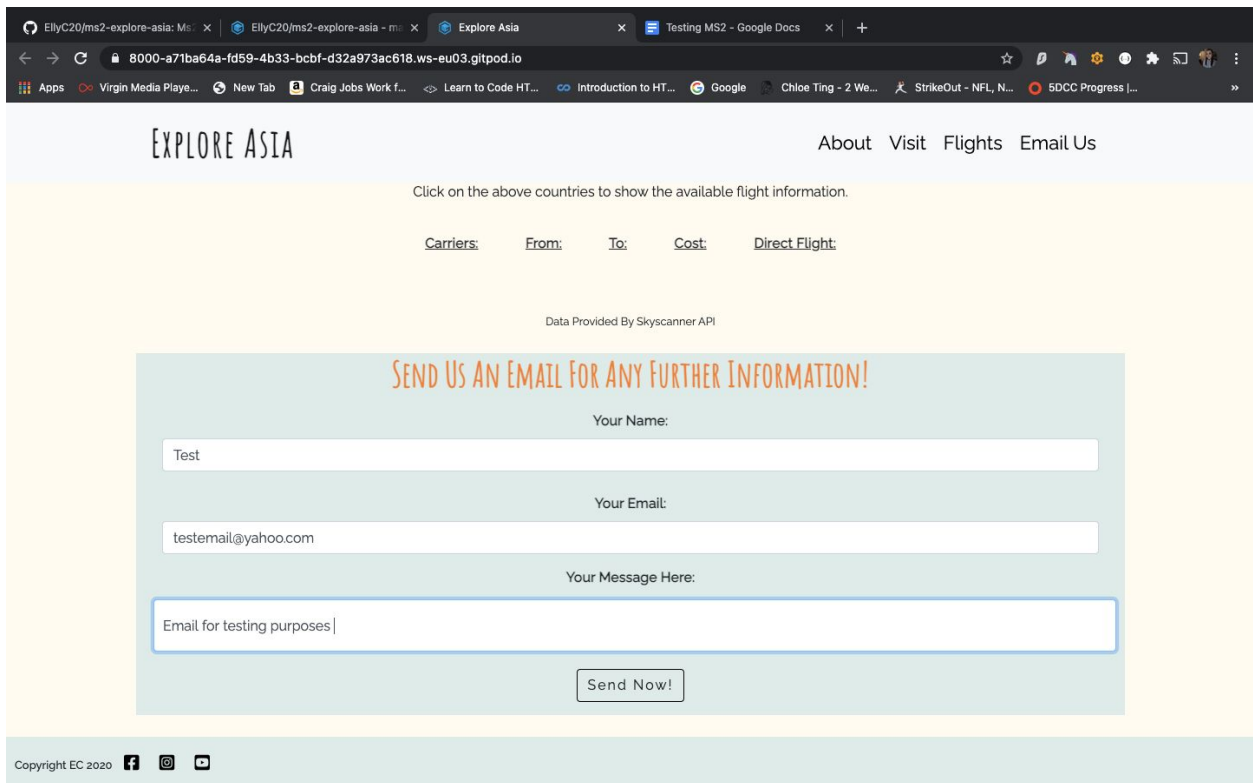 EllyC20/ms2-explore-asia: Ms2 EllyC20/ms2-explore-asia - ma Explore Asia Testing MS2 - Google Docs
8000-a71ba64a-fd59-4b33-bcbf-d32a973ac618.ws-eu03.gitpod.io
Apps Virgin Media Playe... New Tab Craig Jobs Work f... Learn to Code HT... Introduction to HT... Google Chloe Ting - 2 We... StrikeOut - NFL, N... 5DCC Progress |... »
EXPLORE ASIA About Visit Flights Email Us
Click on the above countries to show the available flight information.
Carriers: From: To: Cost: Direct Flight:
Data Provided By Skyscanner API
SEND US AN EMAIL FOR ANY FURTHER INFORMATION!
Your Name:
Test
Your Email:
testemail@yahoo.com
Your Message Here:
Email for testing purposes
Send Now!
Copyright EC 2020